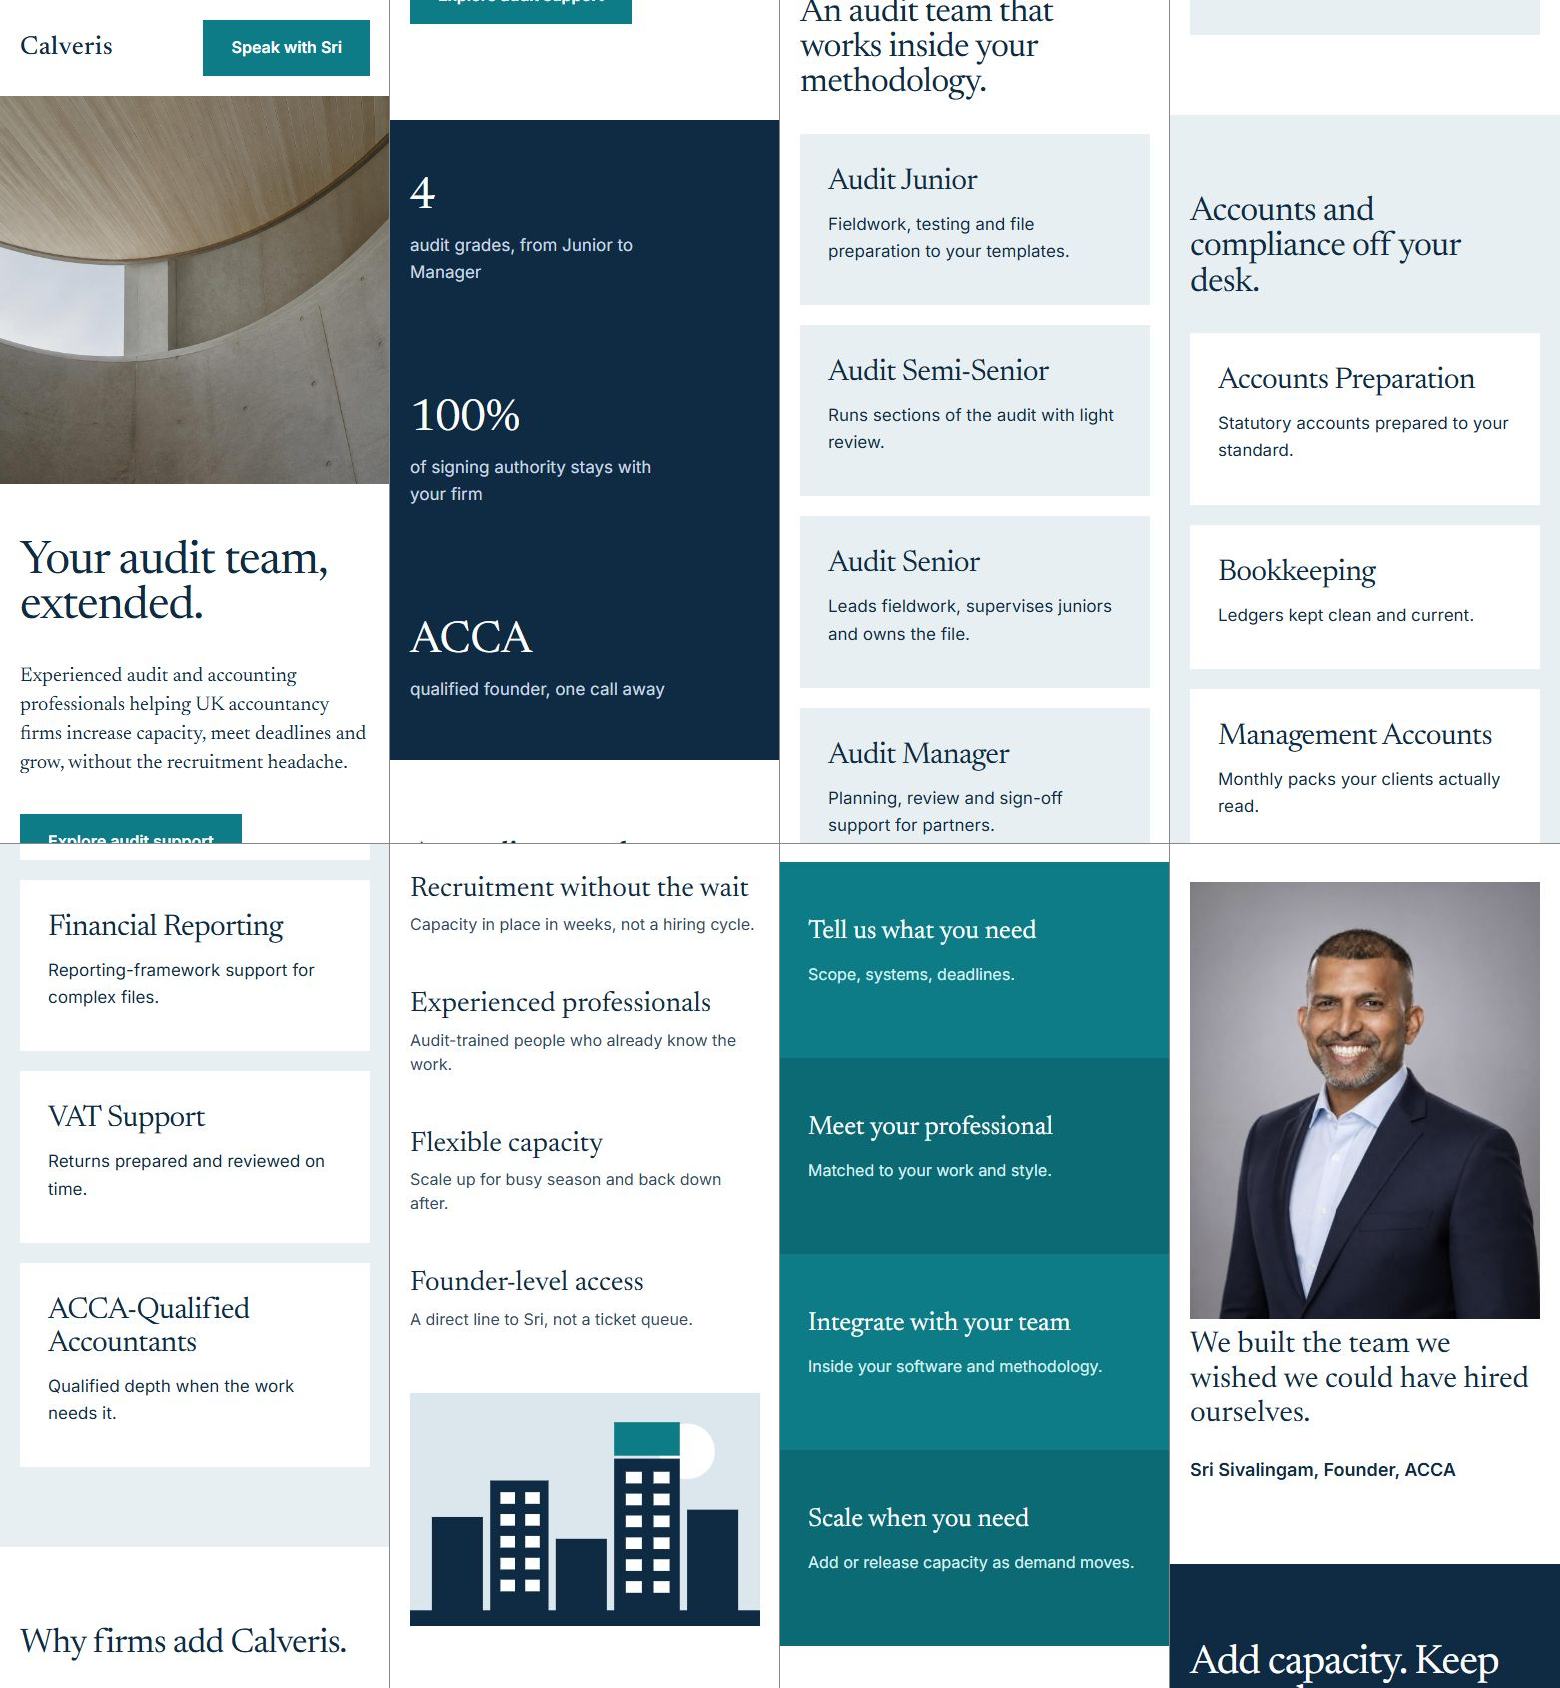 Calveris
Speak with Sri
Your audit team,
extended.
Experienced audit and accounting
professionals helping UK accountancy
firms increase capacity, meet deadlines and
grow, without the recruitment headache.
Explore audit support
4
audit grades, from Junior to
Manager
100%
of signing authority stays with
your firm
ACCA
qualified founder, one call away
An audit team that
works inside your
methodology.
Audit Junior
Fieldwork, testing and file
preparation to your templates.
Audit Semi-Senior
Runs sections of the audit with light
review.
Audit Senior
Leads fieldwork, supervises juniors
and owns the file.
Audit Manager
Planning, review and sign-off
support for partners.
Accounts and
compliance off your
desk.
Accounts Preparation
Statutory accounts prepared to your
standard.
Bookkeeping
Ledgers kept clean and current.
Management Accounts
Monthly packs your clients actually
read.
Financial Reporting
Reporting-framework support for
complex files.
VAT Support
Returns prepared and reviewed on
time.
ACCA-Qualified
Accountants
Qualified depth when the work
needs it.
Why firms add Calveris.
Recruitment without the wait
Capacity in place in weeks, not a hiring cycle.
Experienced professionals
Audit-trained people who already know the
work.
Flexible capacity
Scale up for busy season and back down
after.
Founder-level access
A direct line to Sri, not a ticket queue.
Tell us what you need
Scope, systems, deadlines.
Meet your professional
Matched to your work and style.
Integrate with your team
Inside your software and methodology.
Scale when you need
Add or release capacity as demand moves.
We built the team we
wished we could have hired
ourselves.
Sri Sivalingam, Founder, ACCA
Add capacity. Keep